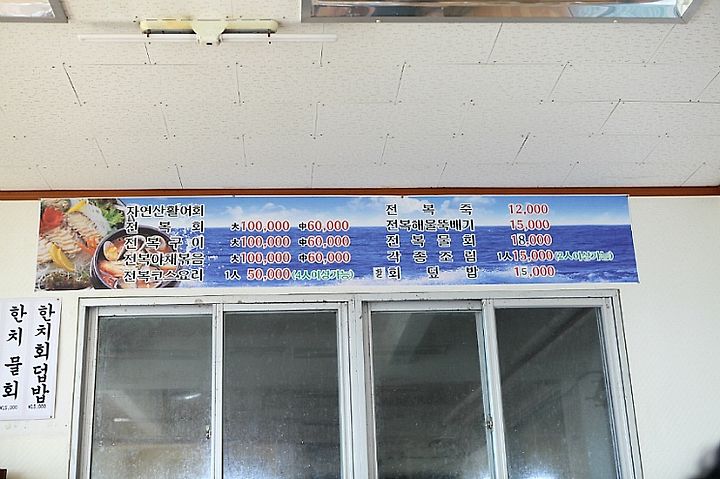 자연산활어회
전복회 大100,000 中60,000
전복구이 大100,000 中60,000
전복야채볶음 大100,000 中60,000
전복코스요리 1人 50,000 (4人이상가능)
전복죽 12,000
전복해물뚝배기 15,000
전복물회 18,000
각종조림 1人15,000 (2人이상가능)
회덮밥 15,000
한치회덮밥
₩15,000
한치물회
₩15,000